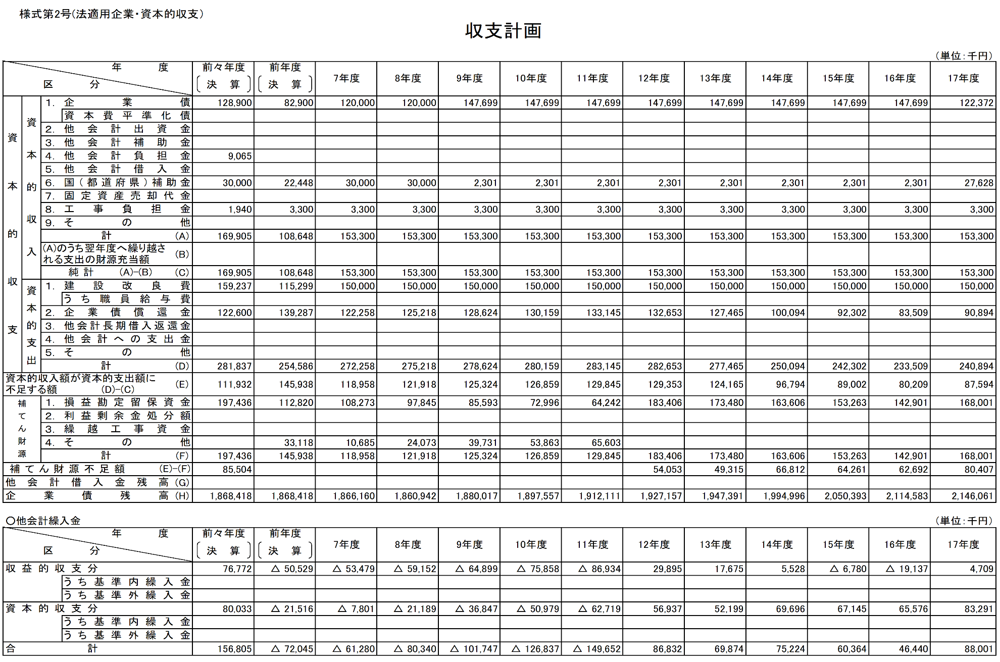 様式第2号(法適用企業・資本的収支)
収支計画
(単位:千円)
年度 区分 前々年度〔決算〕 前年度〔決算〕 7年度 8年度 9年度 10年度 11年度 12年度 13年度 14年度 15年度 16年度 17年度
資本的収支
資本的収入
1. 企業債 128,900 82,900 120,000 120,000 147,699 147,699 147,699 147,699 147,699 147,699 147,699 147,699 122,372
資本費平準化債
2. 他会計出資金
3. 他会計補助金
4. 他会計負担金 9,065
5. 他会計借入金
6. 国(都道府県)補助金 30,000 22,448 30,000 30,000 2,301 2,301 2,301 2,301 2,301 2,301 2,301 2,301 27,628
7. 固定資産売却代金
8. 工事負担金 1,940 3,300 3,300 3,300 3,300 3,300 3,300 3,300 3,300 3,300 3,300 3,300 3,300
9. その他
計 (A) 169,905 108,648 153,300 153,300 153,300 153,300 153,300 153,300 153,300 153,300 153,300 153,300 153,300
(A)のうち翌年度へ繰り越さ
れる支出の財源充当額 (B)
純計 (A)-(B) (C) 169,905 108,648 153,300 153,300 153,300 153,300 153,300 153,300 153,300 153,300 153,300 153,300 153,300
資本的支出
1. 建設改良費 159,237 115,299 150,000 150,000 150,000 150,000 150,000 150,000 150,000 150,000 150,000 150,000 150,000
うち職員給与費
2. 企業債償還金 122,600 139,287 122,258 125,218 128,624 130,159 133,145 132,653 127,465 100,094 92,302 83,509 90,894
3. 他会計長期借入返還金
4. 他会計への支出金
5. その他
計 (D) 281,837 254,586 272,258 275,218 278,624 280,159 283,145 282,653 277,465 250,094 242,302 233,509 240,894
資本的収入額が資本的支出額に
不足する額 (D)-(C) (E) 111,932 145,938 118,958 121,918 125,324 126,859 129,845 129,353 124,165 96,794 89,002 80,209 87,594
補てん財源
1. 損益勘定留保資金 197,436 112,820 108,273 97,845 85,593 72,996 64,242 183,406 173,480 163,606 153,263 142,901 168,001
2. 利益剰余金処分額
3. 繰越工事資金
4. その他 33,118 10,685 24,073 39,731 53,863 65,603
計 (F) 197,436 145,938 118,958 121,918 125,324 126,859 129,845 183,406 173,480 163,606 153,263 142,901 168,001
補てん財源不足額 (E)-(F) 85,504 54,053 49,315 66,812 64,261 62,692 80,407
他会計借入金残高 (G)
企業債残高 (H) 1,868,418 1,868,418 1,866,160 1,860,942 1,880,017 1,897,557 1,912,111 1,927,157 1,947,391 1,994,996 2,050,393 2,114,583 2,146,061
〇他会計繰入金 (単位:千円)
年度 区分 前々年度〔決算〕 前年度〔決算〕 7年度 8年度 9年度 10年度 11年度 12年度 13年度 14年度 15年度 16年度 17年度
収益的収支分 76,772 △ 50,529 △ 53,479 △ 59,152 △ 64,899 △ 75,858 △ 86,934 29,895 17,675 5,528 △ 6,780 △ 19,137 4,709
うち基準内繰入金
うち基準外繰入金
資本的収支分 80,033 △ 21,516 △ 7,801 △ 21,189 △ 36,847 △ 50,979 △ 62,719 56,937 52,199 69,696 67,145 65,576 83,291
うち基準内繰入金
うち基準外繰入金
合計 156,805 △ 72,045 △ 61,280 △ 80,340 △ 101,747 △ 126,837 △ 149,652 86,832 69,874 75,224 60,364 46,440 88,001